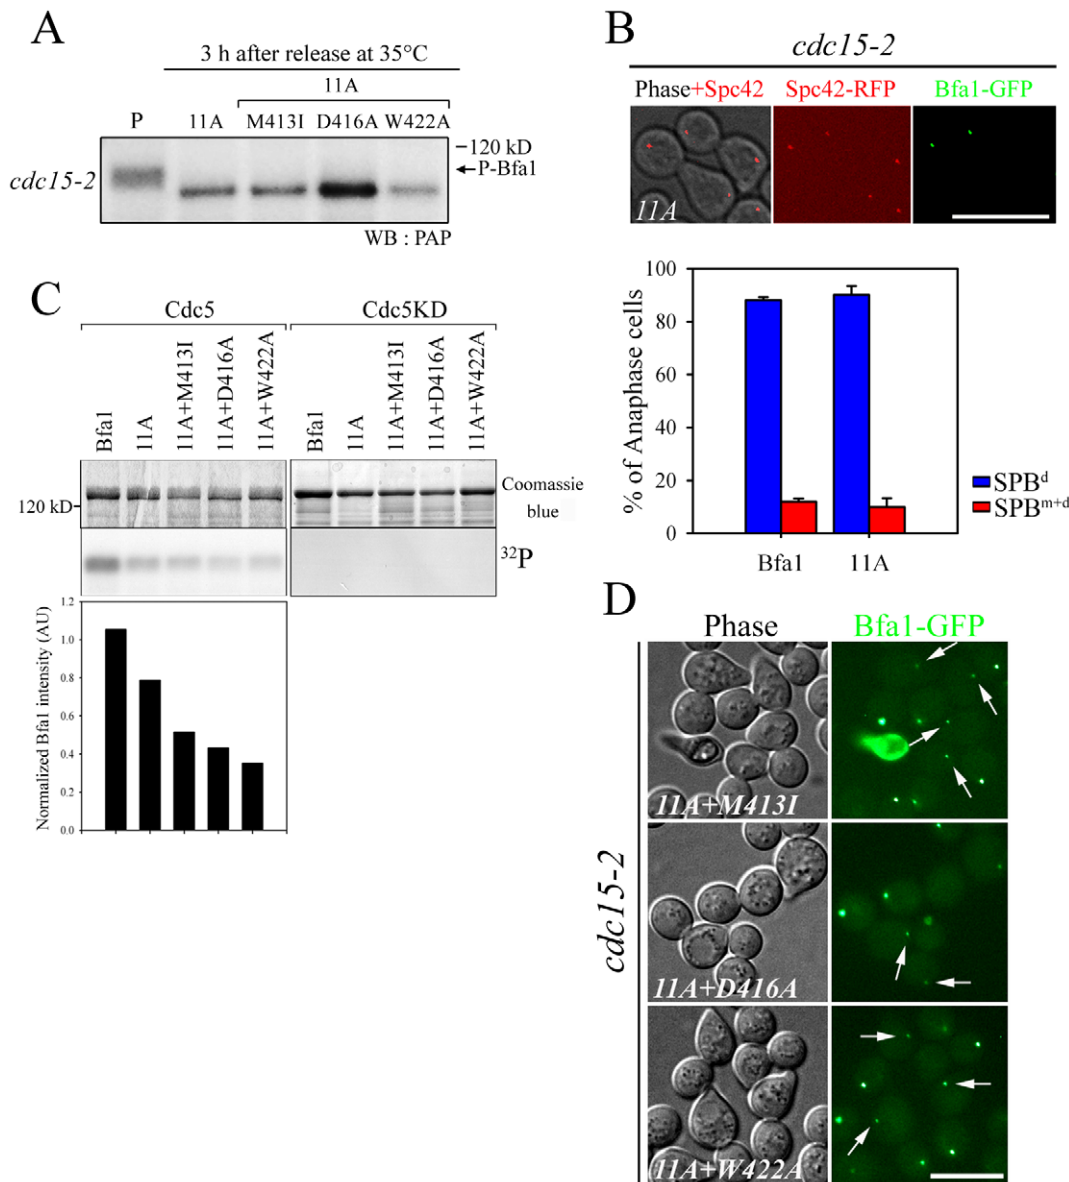 A
3 h after release at 35°C
11A
P 11A M413I D416A W422A
120 kD
P-Bfa1
cdc15-2
WB : PAP
B
cdc15-2
Phase+Spc42 Spc42-RFP Bfa1-GFP
11A
100
80
60
40
20
0
% of Anaphase cells
Bfa1 11A
SPBᵈ
SPBᵐ⁺ᵈ
C
Cdc5 Cdc5KD
Bfa1 11A 11A+M413I 11A+D416A 11A+W422A Bfa1 11A 11A+M413I 11A+D416A 11A+W422A
120 kD
Coomassie
blue
³²P
1.2
1.0
0.8
0.6
0.4
0.2
0.0
Normalized Bfa1 intensity (AU)
D
Phase Bfa1-GFP
cdc15-2
11A+M413I
11A+D416A
11A+W422A